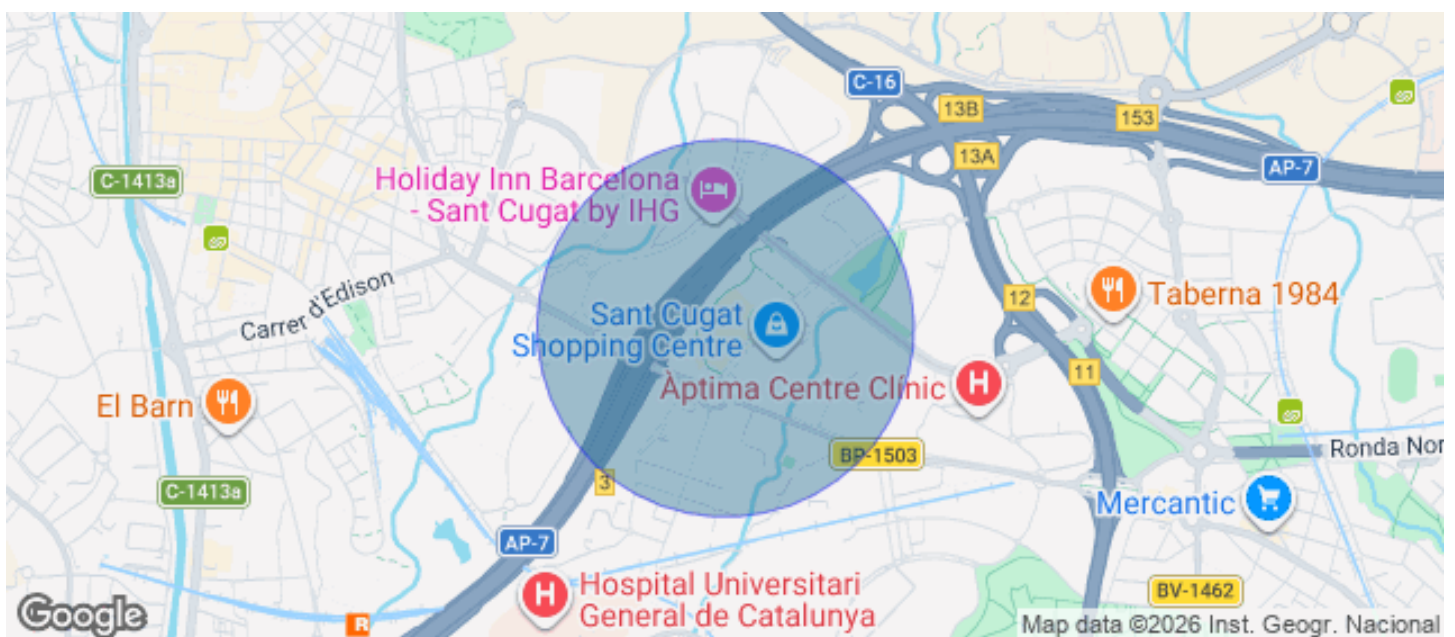 C-16
13B
153
13A
AP-7
C-1413a
Holiday Inn Barcelona
- Sant Cugat by IHG
12
Taberna 1984
Carrer d'Edison
Sant Cugat
Shopping Centre
11
El Barn
Àptima Centre Clínic
H
BP-1503
Ronda Nor
3
C-1413a
Mercantic
AP-7
H
Hospital Universitari
General de Catalunya
BV-1462
Google
R
Map data ©2026 Inst. Geogr. Nacional